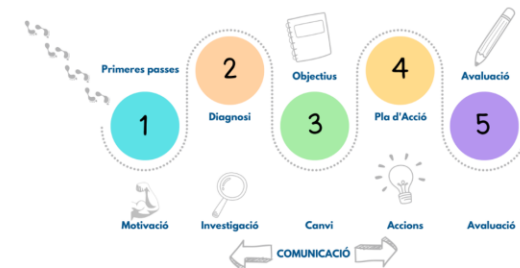 Primeres passes
1
2
Diagnosi
Objectius
3
4
Pla d'Acció
Avaluació
5
Motivació
Investigació
Canvi
Accions
Avaluació
COMUNICACIÓ